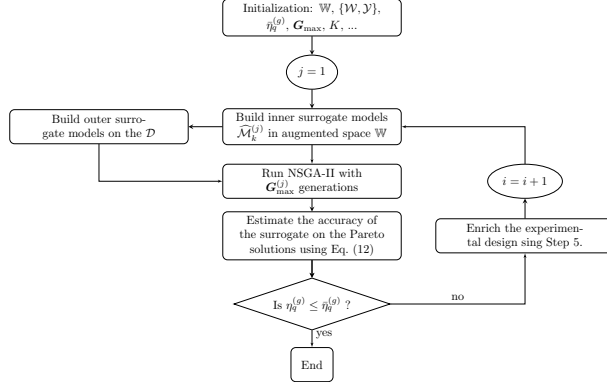 Initialization: 𝕎, {𝒲, 𝒴},
η̄_q^(g), G_max, K, ...
j = 1
Build outer surro-
gate models on the 𝒟
Build inner surrogate models
ℳ̂_k^(j) in augmented space 𝕎
i = i + 1
Run NSGA-II with
G_max^(j) generations
Estimate the accuracy of
the surrogate on the Pareto
solutions using Eq. (12)
Enrich the experimen-
tal design sing Step 5.
Is η_q^(g) ≤ η̄_q^(g) ?
no
yes
End